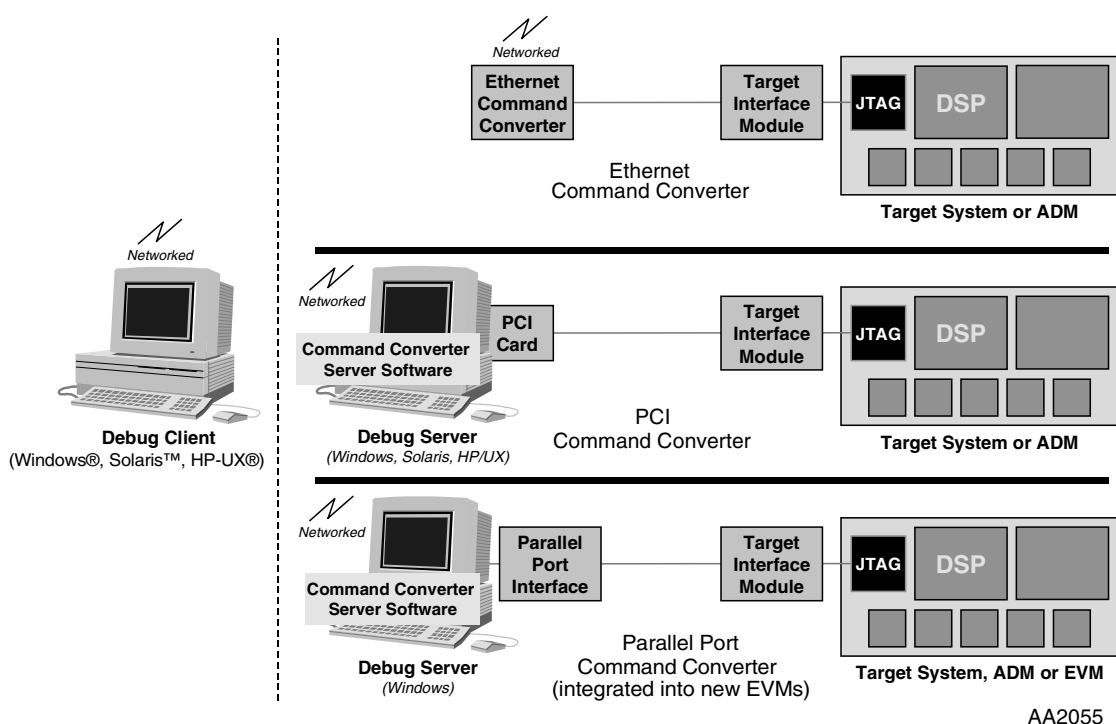 Networked
Ethernet
Command
Converter
Target
Interface
Module
JTAG
DSP
Ethernet
Command Converter
Target System or ADM
Networked
Debug Client
(Windows®, Solaris™, HP-UX®)
Networked
Command Converter
Server Software
PCI
Card
Target
Interface
Module
JTAG
DSP
Debug Server
(Windows, Solaris, HP/UX)
PCI
Command Converter
Target System or ADM
Networked
Command Converter
Server Software
Parallel
Port
Interface
Target
Interface
Module
JTAG
DSP
Debug Server
(Windows)
Parallel Port
Command Converter
(integrated into new EVMs)
Target System, ADM or EVM
AA2055